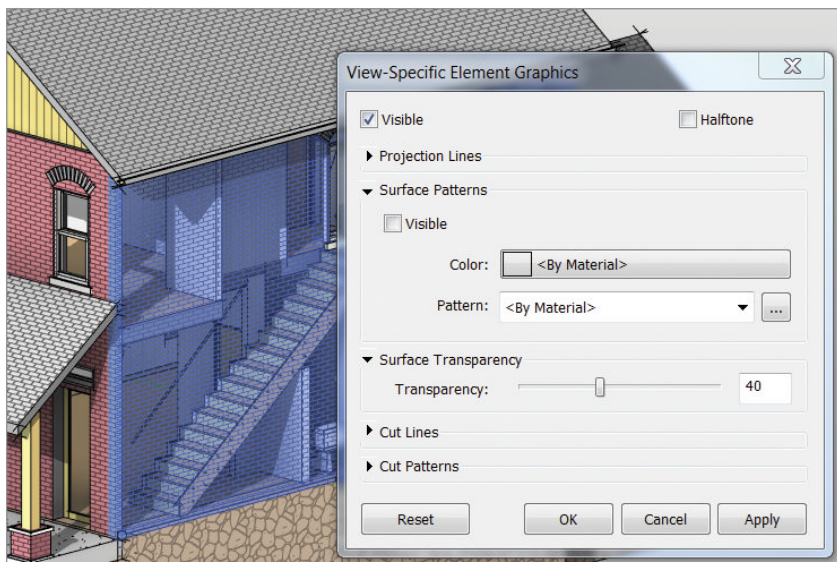 View-Specific Element Graphics
Visible
Halftone
Projection Lines
Surface Patterns
Visible
Color: <By Material>
Pattern: <By Material> ...
Surface Transparency
Transparency: 40
Cut Lines
Cut Patterns
Reset OK Cancel Apply